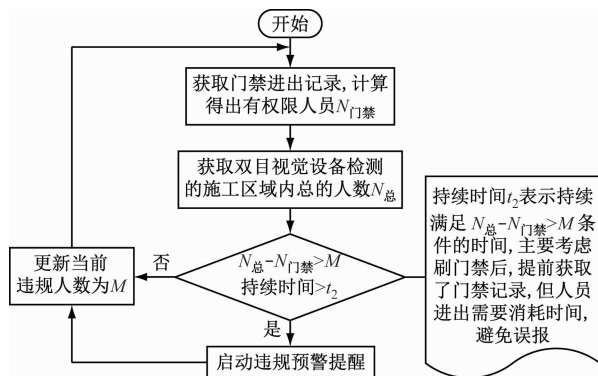 开始
获取门禁进出记录,计算
得出有权限人员N门禁
获取双目视觉设备检测
的施工区域内总的人数N总
N总-N门禁>M
持续时间>t2
否
是
更新当前
违规人数为M
启动违规预警提醒
持续时间t2表示持续
满足 N总-N门禁>M 条
件的时间,主要考虑
刷门禁后,提前获取
了门禁记录,但人员
进出需要消耗时间,
避免误报